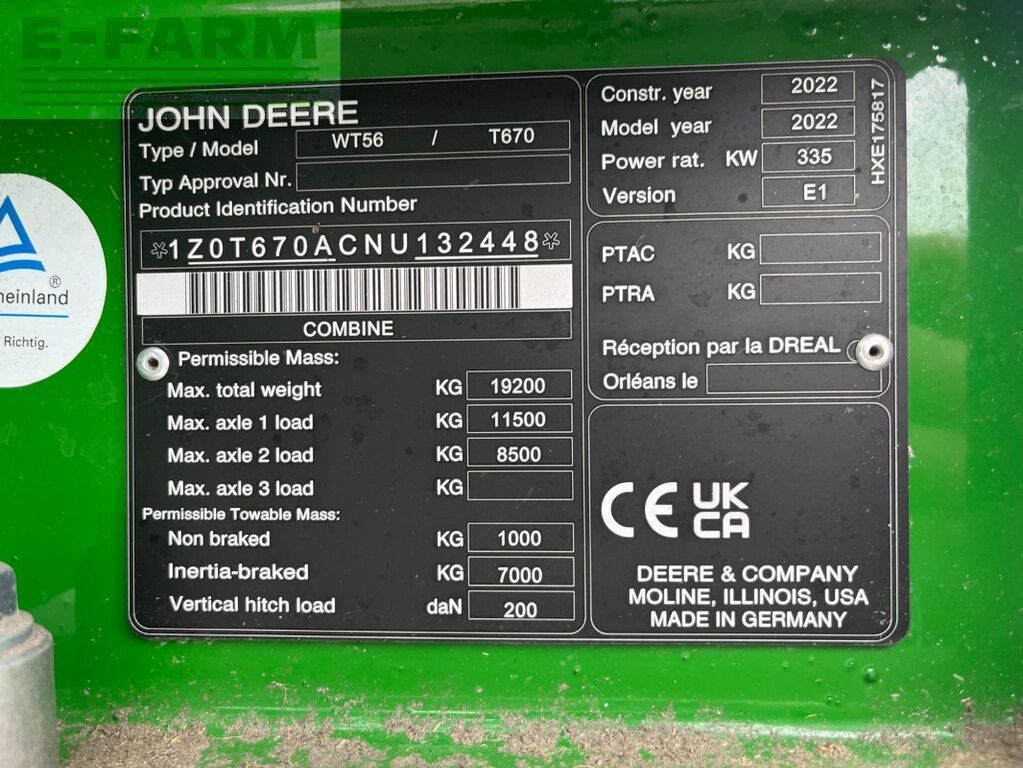 E-FARM
JOHN DEERE
Type / Model WT56 / T670
Typ Approval Nr.
Product Identification Number
*1Z0T670ACNU132448*
COMBINE
Permissible Mass:
Max. total weight KG 19200
Max. axle 1 load KG 11500
Max. axle 2 load KG 8500
Max. axle 3 load KG
Permissible Towable Mass:
Non braked KG 1000
Inertia-braked KG 7000
Vertical hitch load daN 200
Constr. year 2022
Model year 2022
Power rat. KW 335
Version E1
HXE175817
PTAC KG
PTRA KG
Réception par la DREAL
Orléans le
CE UK
CA
DEERE & COMPANY
MOLINE, ILLINOIS, USA
MADE IN GERMANY
®
Richtig.